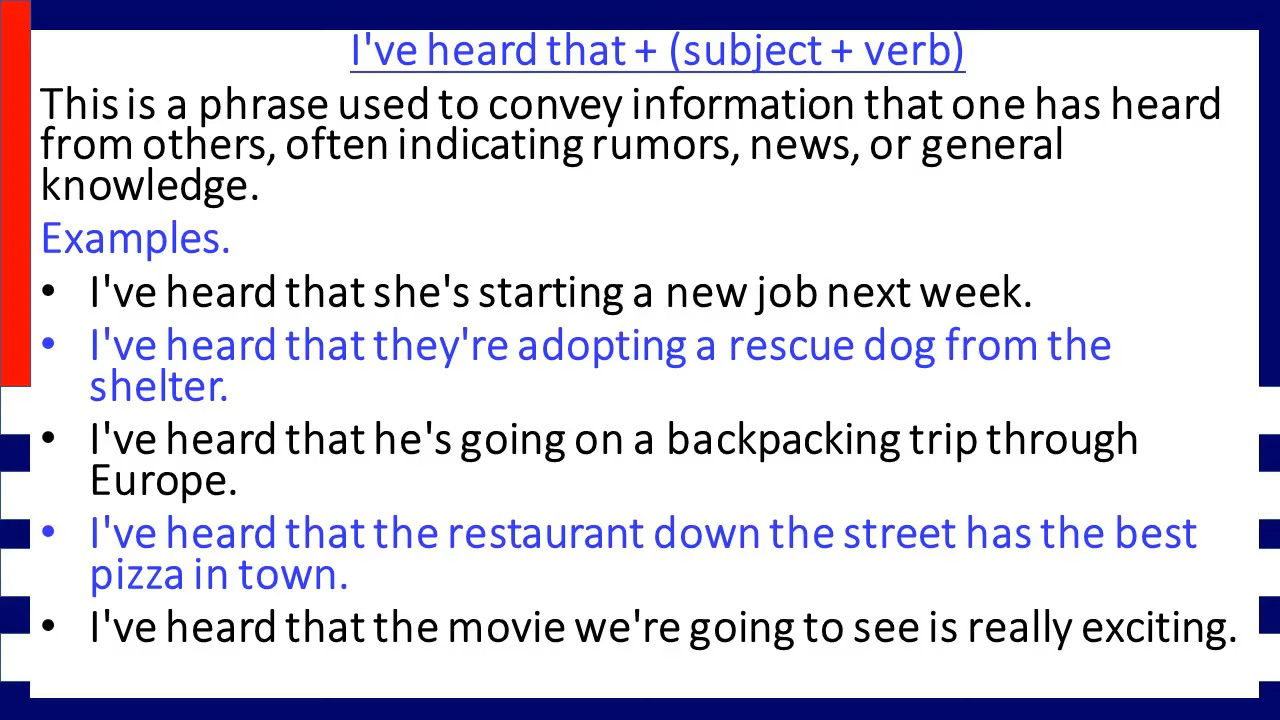 I've heard that + (subject + verb)
This is a phrase used to convey information that one has heard
from others, often indicating rumors, news, or general
knowledge.
Examples.
• I've heard that she's starting a new job next week.
• I've heard that they're adopting a rescue dog from the
shelter.
• I've heard that he's going on a backpacking trip through
Europe.
• I've heard that the restaurant down the street has the best
pizza in town.
• I've heard that the movie we're going to see is really exciting.